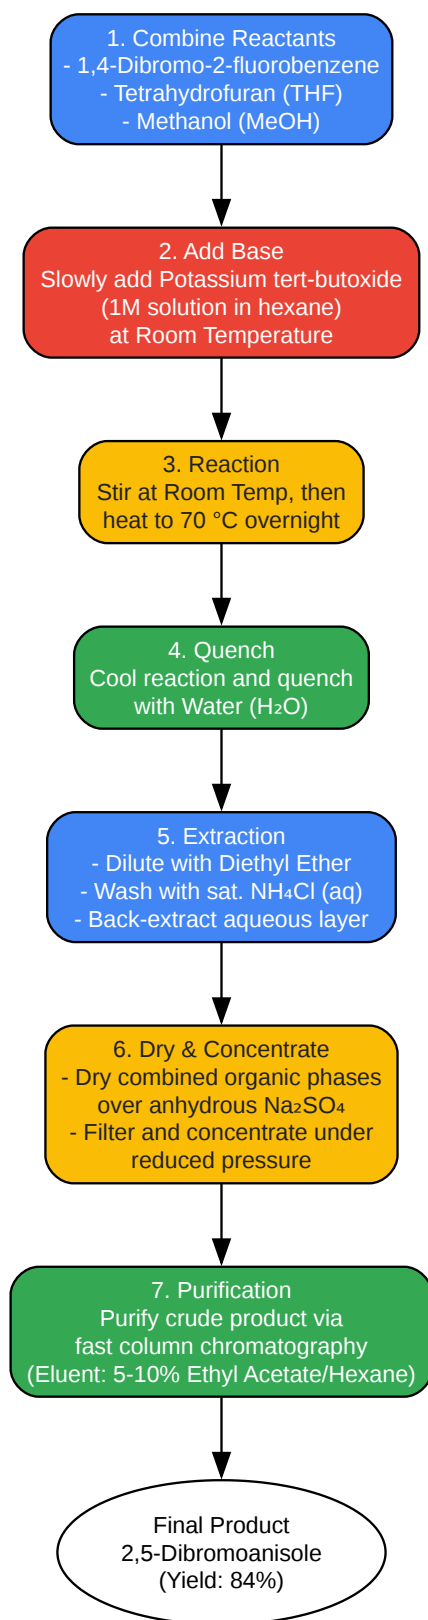 1. Combine Reactants
- 1,4-Dibromo-2-fluorobenzene
- Tetrahydrofuran (THF)
- Methanol (MeOH)
2. Add Base
Slowly add Potassium tert-butoxide
(1M solution in hexane)
at Room Temperature
3. Reaction
Stir at Room Temp, then
heat to 70 °C overnight
4. Quench
Cool reaction and quench
with Water (H₂O)
5. Extraction
- Dilute with Diethyl Ether
- Wash with sat. NH₄Cl (aq)
- Back-extract aqueous layer
6. Dry & Concentrate
- Dry combined organic phases
over anhydrous Na₂SO₄
- Filter and concentrate under
reduced pressure
7. Purification
Purify crude product via
fast column chromatography
(Eluent: 5-10% Ethyl Acetate/Hexane)
Final Product
2,5-Dibromoanisole
(Yield: 84%)